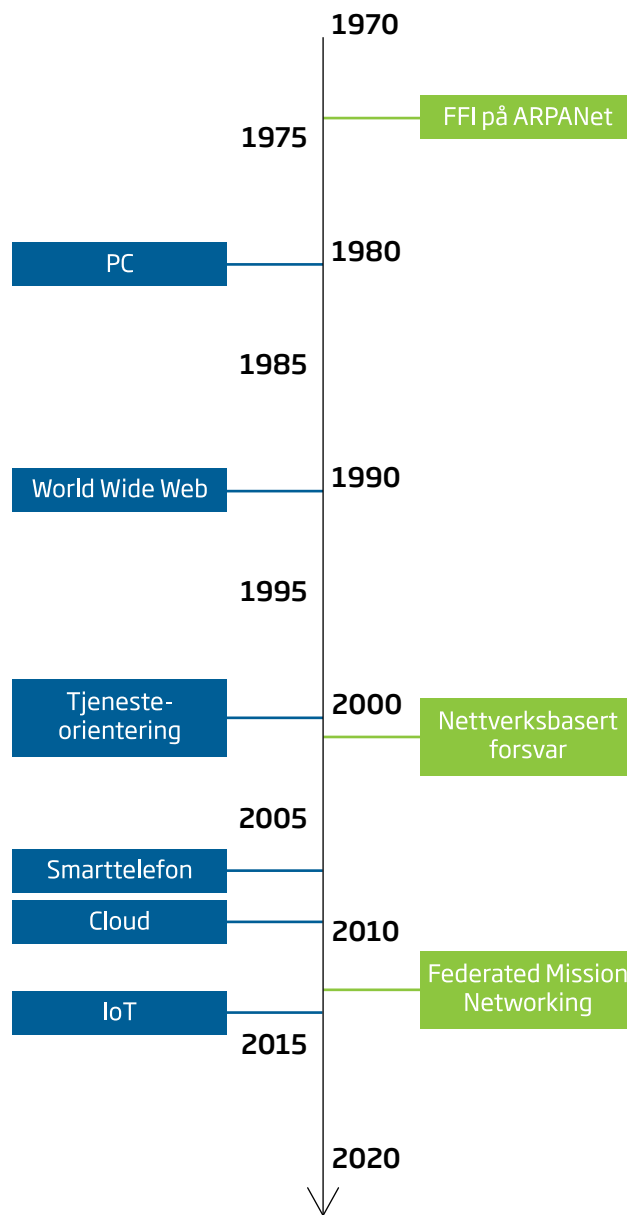 1970
FFI på ARPANet
1975
PC
1980
1985
World Wide Web
1990
1995
Tjeneste-
orientering
2000
Nettverksbasert
forsvar
2005
Smarttelefon
Cloud
2010
Federated Mission
Networking
IoT
2015
2020